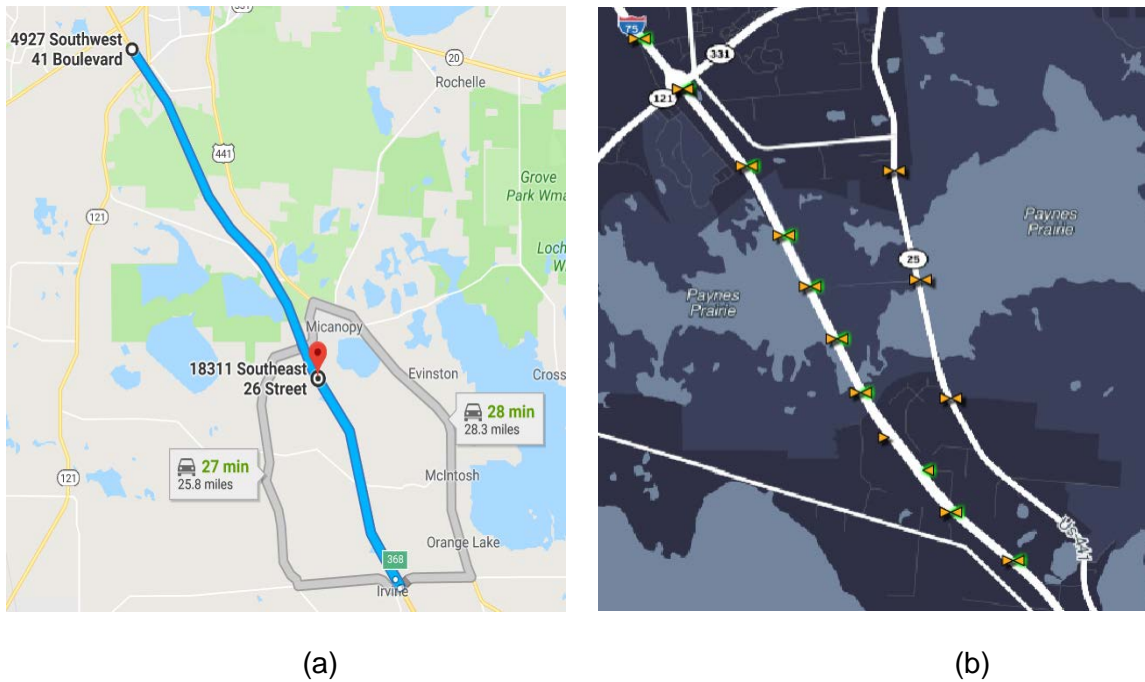 331
4927 Southwest
41 Boulevard
20
Rochelle
441
Grove
Park Wma
121
Loch
W
Micanopy
18311 Southeast
26 Street
Evinston
Cross
28 min
28.3 miles
27 min
25.8 miles
McIntosh
121
Orange Lake
368
Irvine
(a)
75
331
121
Paynes
Prairie
25
Paynes
Prairie
US 441
(b)